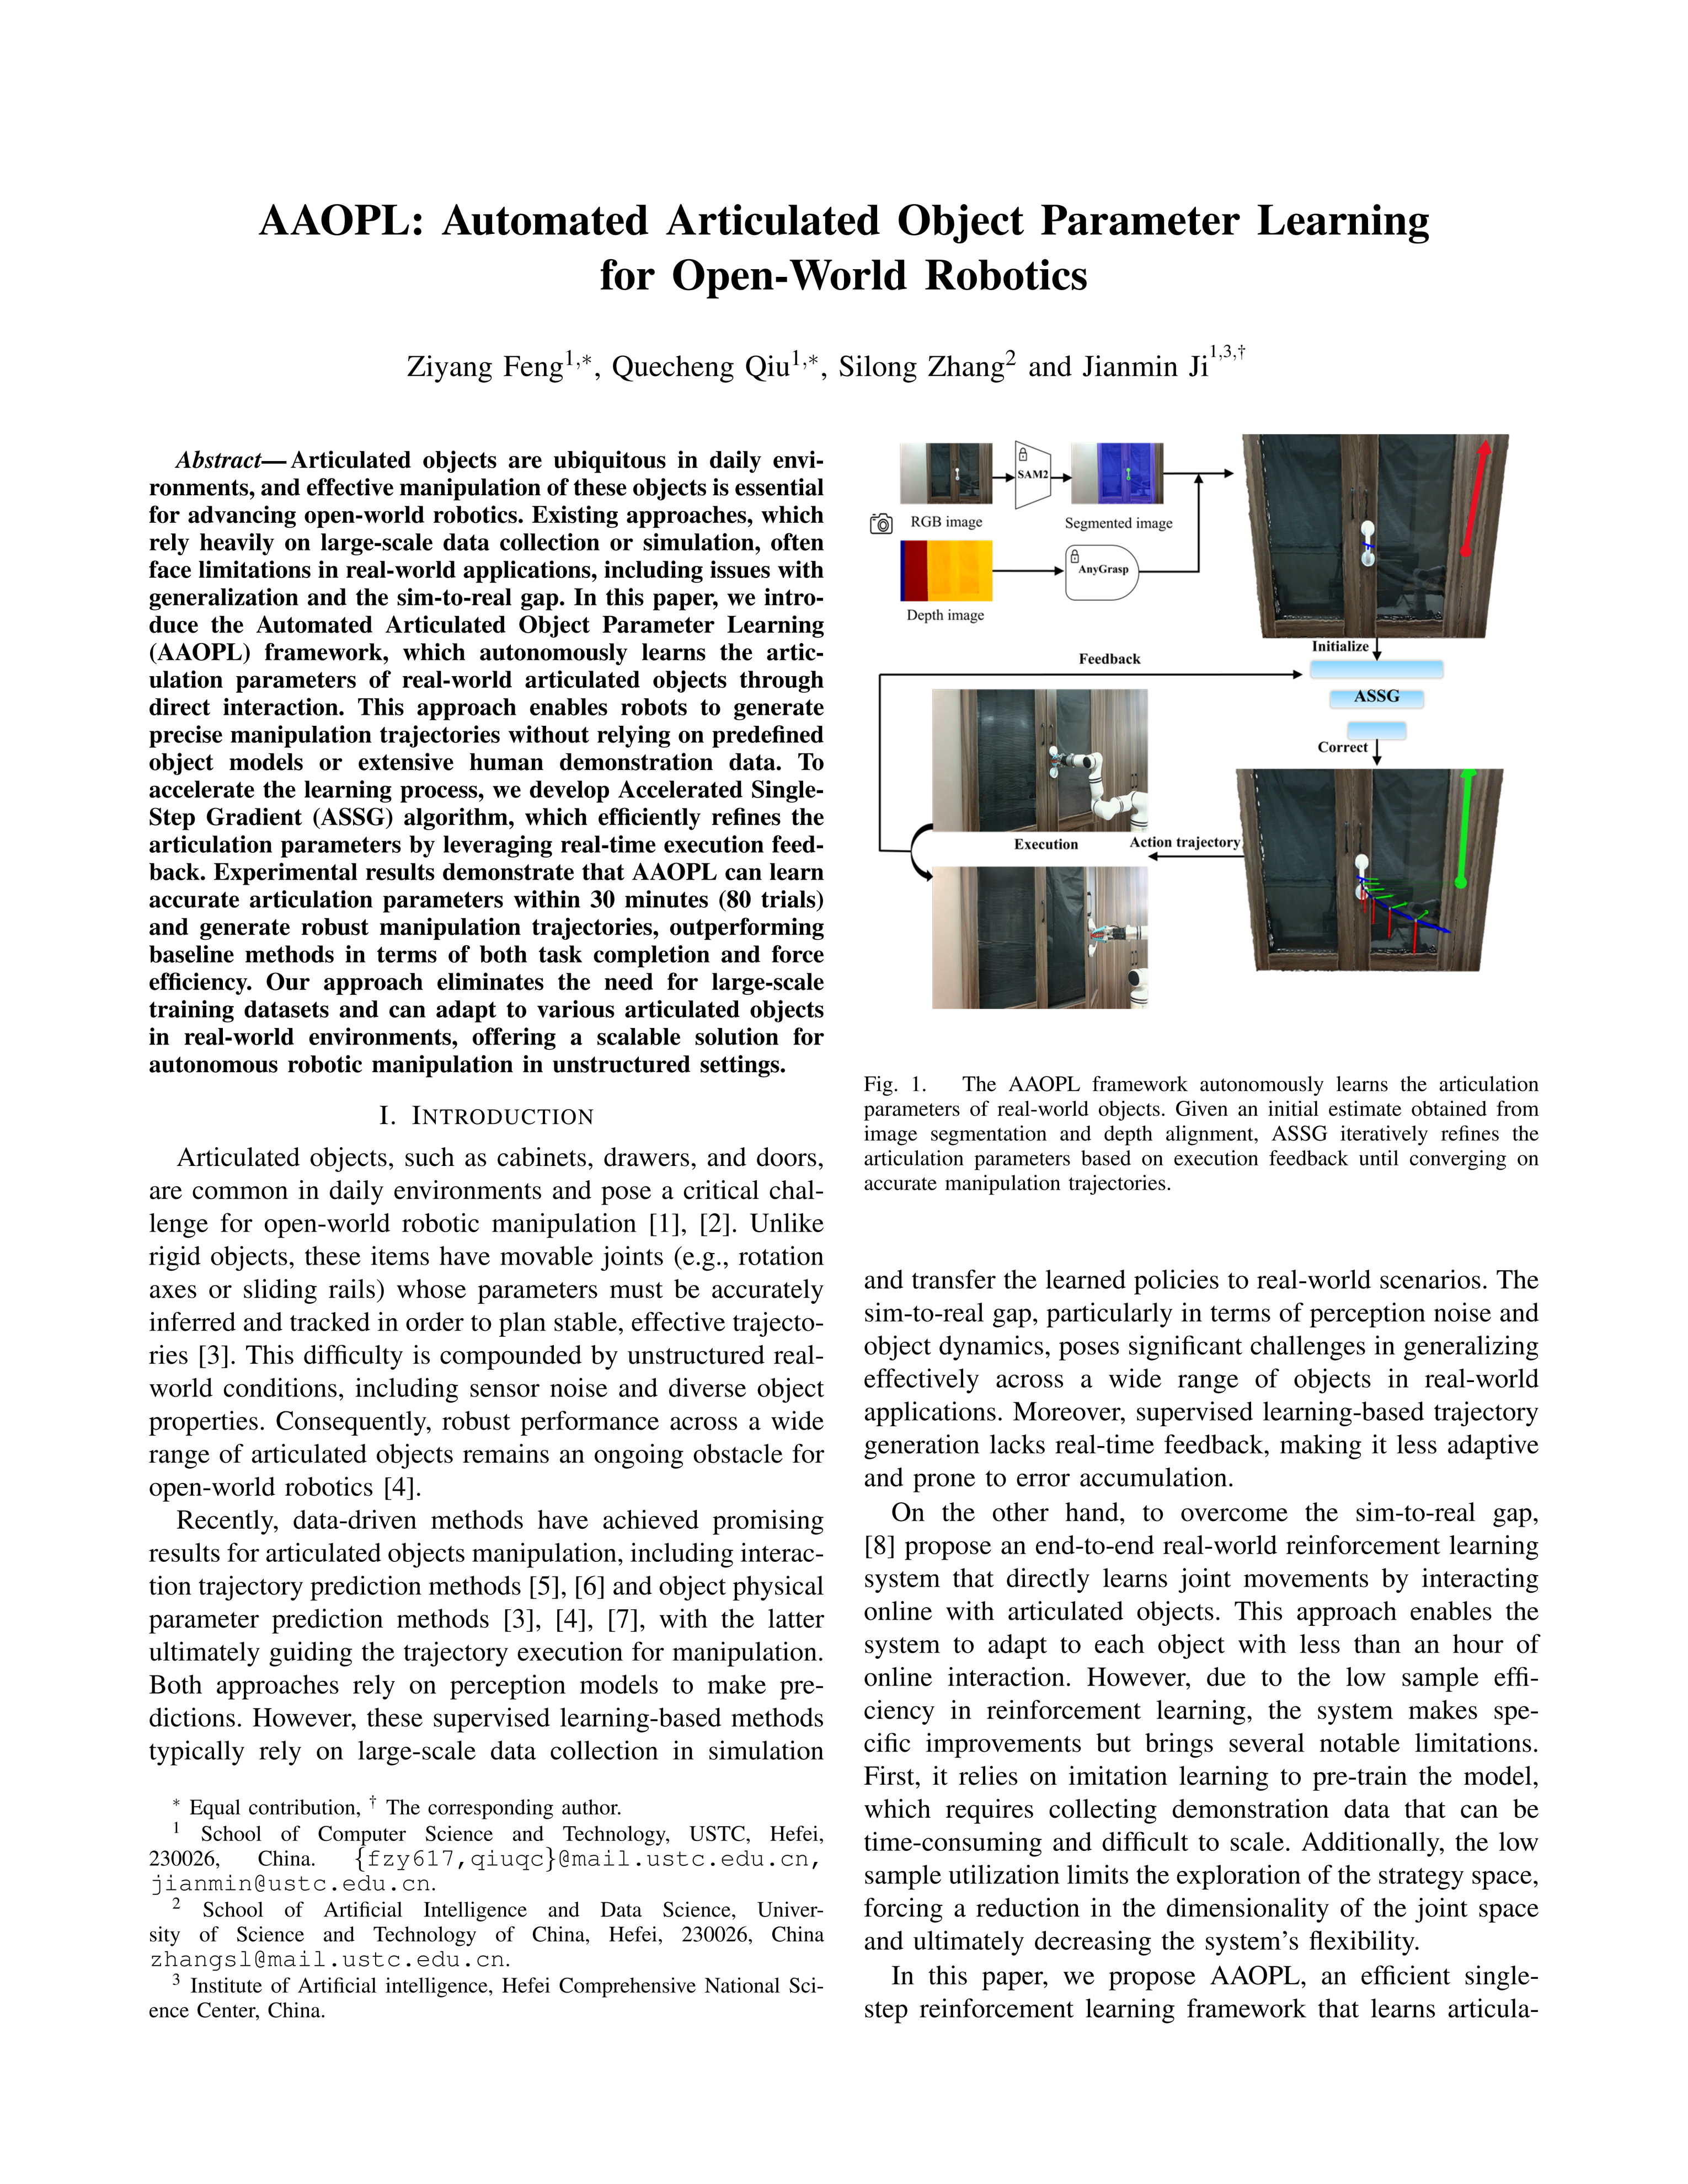 AAOPL: Automated Articulated Object Parameter Learning
for Open-World Robotics
Ziyang Feng1,∗, Quecheng Qiu1,∗, Silong Zhang2 and Jianmin Ji1,3,†
Abstract— Articulated objects are ubiquitous in daily envi-
ronments, and effective manipulation of these objects is essential
for advancing open-world robotics. Existing approaches, which
rely heavily on large-scale data collection or simulation, often
face limitations in real-world applications, including issues with
generalization and the sim-to-real gap. In this paper, we intro-
duce the Automated Articulated Object Parameter Learning
(AAOPL) framework, which autonomously learns the artic-
ulation parameters of real-world articulated objects through
direct interaction. This approach enables robots to generate
precise manipulation trajectories without relying on predefined
object models or extensive human demonstration data. To
accelerate the learning process, we develop Accelerated Single-
Step Gradient (ASSG) algorithm, which efficiently refines the
articulation parameters by leveraging real-time execution feed-
back. Experimental results demonstrate that AAOPL can learn
accurate articulation parameters within 30 minutes (80 trials)
and generate robust manipulation trajectories, outperforming
baseline methods in terms of both task completion and force
efficiency. Our approach eliminates the need for large-scale
training datasets and can adapt to various articulated objects
in real-world environments, offering a scalable solution for
autonomous robotic manipulation in unstructured settings.
I. INTRODUCTION
Articulated objects, such as cabinets, drawers, and doors,
are common in daily environments and pose a critical chal-
lenge for open-world robotic manipulation [1], [2]. Unlike
rigid objects, these items have movable joints (e.g., rotation
axes or sliding rails) whose parameters must be accurately
inferred and tracked in order to plan stable, effective trajecto-
ries [3]. This difficulty is compounded by unstructured real-
world conditions, including sensor noise and diverse object
properties. Consequently, robust performance across a wide
range of articulated objects remains an ongoing obstacle for
open-world robotics [4].
Recently, data-driven methods have achieved promising
results for articulated objects manipulation, including interac-
tion trajectory prediction methods [5], [6] and object physical
parameter prediction methods [3], [4], [7], with the latter
ultimately guiding the trajectory execution for manipulation.
Both approaches rely on perception models to make pre-
dictions. However, these supervised learning-based methods
typically rely on large-scale data collection in simulation
∗ Equal contribution, † The corresponding author.
1 School of Computer Science and Technology, USTC, Hefei,
230026, China. {fzy617,qiuqc}@mail.ustc.edu.cn,
jianmin@ustc.edu.cn.
2 School of Artificial Intelligence and Data Science, Univer-
sity of Science and Technology of China, Hefei, 230026, China
zhangsl@mail.ustc.edu.cn.
3 Institute of Artificial intelligence, Hefei Comprehensive National Sci-
ence Center, China.
SAM2
RGB image
Segmented image
AnyGrasp
Depth image
Initialize
Feedback
ASSG
Correct
Execution
Action trajectory
Fig. 1. The AAOPL framework autonomously learns the articulation
parameters of real-world objects. Given an initial estimate obtained from
image segmentation and depth alignment, ASSG iteratively refines the
articulation parameters based on execution feedback until converging on
accurate manipulation trajectories.
and transfer the learned policies to real-world scenarios. The
sim-to-real gap, particularly in terms of perception noise and
object dynamics, poses significant challenges in generalizing
effectively across a wide range of objects in real-world
applications. Moreover, supervised learning-based trajectory
generation lacks real-time feedback, making it less adaptive
and prone to error accumulation.
On the other hand, to overcome the sim-to-real gap,
[8] propose an end-to-end real-world reinforcement learning
system that directly learns joint movements by interacting
online with articulated objects. This approach enables the
system to adapt to each object with less than an hour of
online interaction. However, due to the low sample effi-
ciency in reinforcement learning, the system makes spe-
cific improvements but brings several notable limitations.
First, it relies on imitation learning to pre-train the model,
which requires collecting demonstration data that can be
time-consuming and difficult to scale. Additionally, the low
sample utilization limits the exploration of the strategy space,
forcing a reduction in the dimensionality of the joint space
and ultimately decreasing the system's flexibility.
In this paper, we propose AAOPL, an efficient single-
step reinforcement learning framework that learns articula-